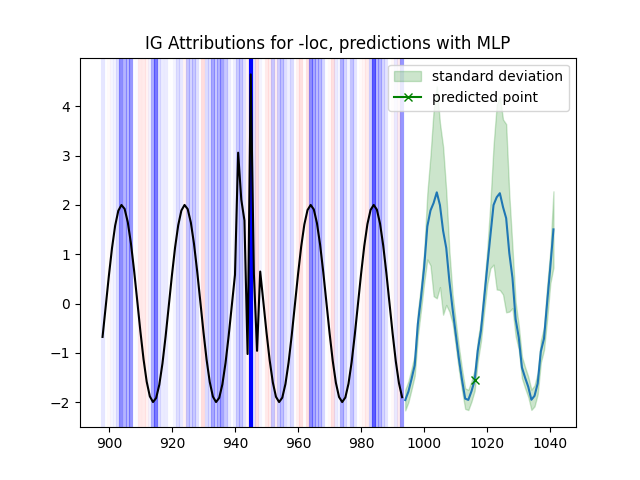 IG Attributions for -loc, predictions with MLP
standard deviation
predicted point
4
3
2
1
0
−1
−2
900 920 940 960 980 1000 1020 1040